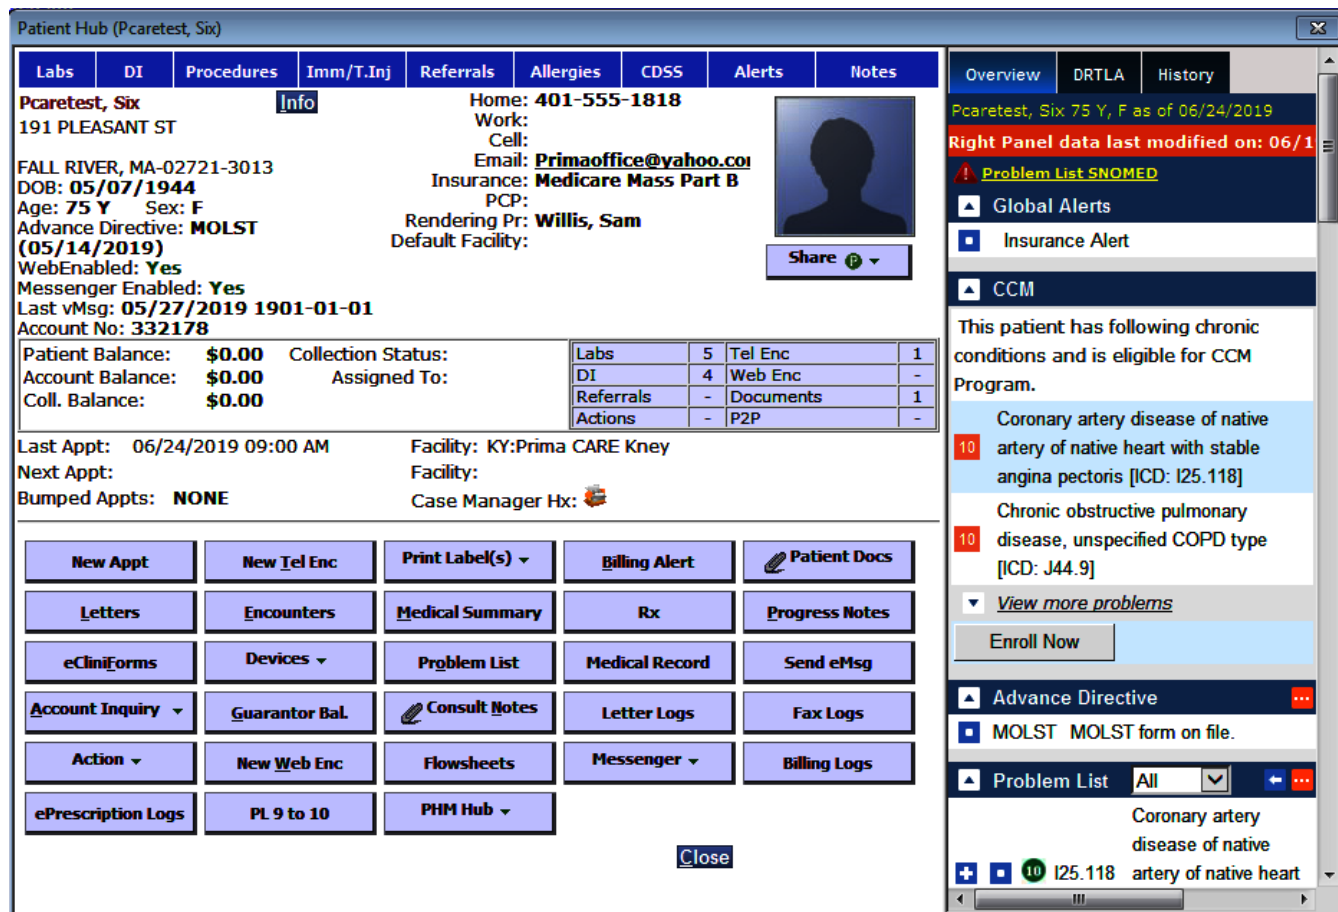 Patient Hub (Pcaretest, Six)
Labs DI Procedures Imm/T.Inj Referrals Allergies CDSS Alerts Notes
Pcaretest, Six Info
191 PLEASANT ST
FALL RIVER, MA-02721-3013
DOB: 05/07/1944
Age: 75 Y Sex: F
Advance Directive: MOLST
(05/14/2019)
WebEnabled: Yes
Messenger Enabled: Yes
Last vMsg: 05/27/2019 1901-01-01
Account No: 332178
Home: 401-555-1818
Work:
Cell:
Email: Primaoffice@yahoo.co
Insurance: Medicare Mass Part B
PCP:
Rendering Pr: Willis, Sam
Default Facility:
Share P
Patient Balance: $0.00 Collection Status:
Account Balance: $0.00 Assigned To:
Coll. Balance: $0.00
Labs 5 Tel Enc 1
DI 4 Web Enc -
Referrals - Documents 1
Actions - P2P -
Last Appt: 06/24/2019 09:00 AM Facility: KY:Prima CARE Kney
Next Appt: Facility:
Bumped Appts: NONE Case Manager Hx:
New Appt New Tel Enc Print Label(s) Billing Alert Patient Docs
Letters Encounters Medical Summary Rx Progress Notes
eCliniForms Devices Problem List Medical Record Send eMsg
Account Inquiry Guarantor Bal. Consult Notes Letter Logs Fax Logs
Action New Web Enc Flowsheets Messenger Billing Logs
ePrescription Logs PL 9 to 10 PHM Hub
Close
Overview DRTLA History
Pcaretest, Six 75 Y, F as of 06/24/2019
Right Panel data last modified on: 06/1
Problem List SNOMED
Global Alerts
Insurance Alert
CCM
This patient has following chronic
conditions and is eligible for CCM
Program.
Coronary artery disease of native
10 artery of native heart with stable
angina pectoris [ICD: I25.118]
Chronic obstructive pulmonary
10 disease, unspecified COPD type
[ICD: J44.9]
View more problems
Enroll Now
Advance Directive ...
MOLST MOLST form on file.
Problem List All ...
Coronary artery
disease of native
10 I25.118 artery of native heart